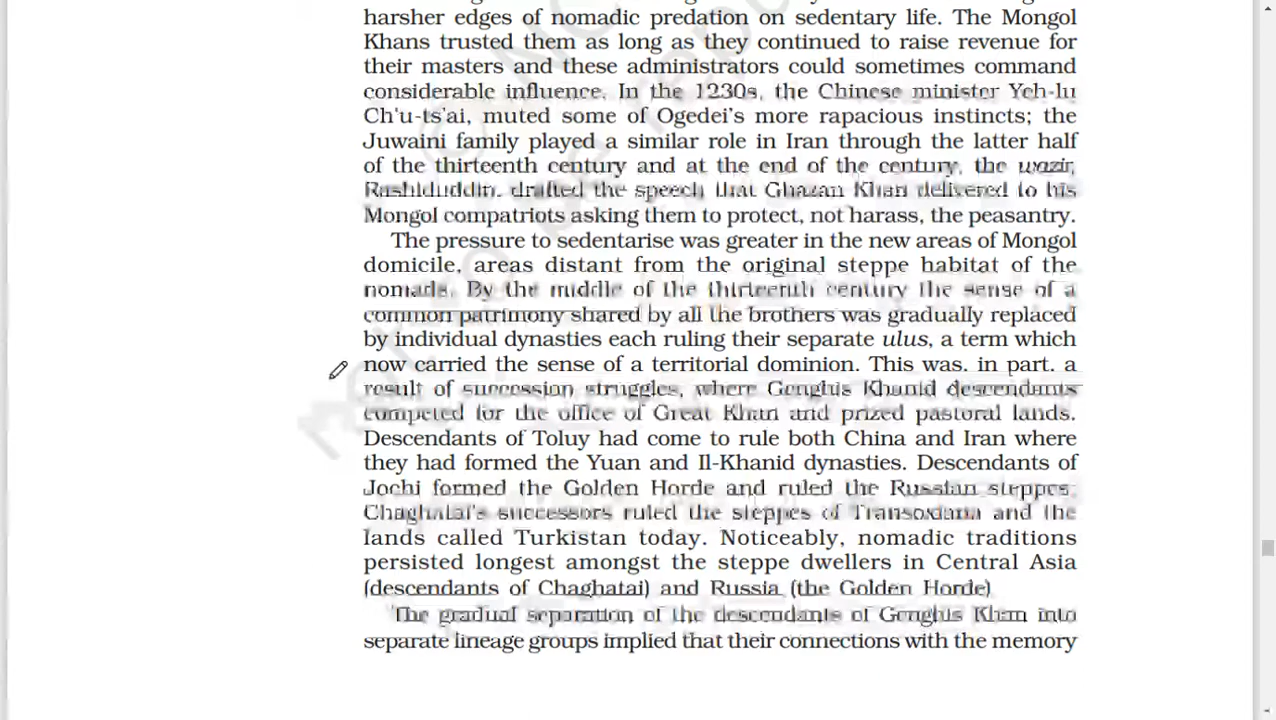 harsher edges of nomadic predation on sedentary life. The Mongol
Khans trusted them as long as they continued to raise revenue for
their masters and these administrators could sometimes command
considerable influence. In the 1230s, the Chinese minister Yeh-lu
Ch'u-ts'ai, muted some of Ogedei's more rapacious instincts; the
Juwaini family played a similar role in Iran through the latter half
of the thirteenth century and at the end of the century, the wazir,
Rashiduddin, drafted the speech that Ghazan Khan delivered to his
Mongol compatriots asking them to protect, not harass, the peasantry.
The pressure to sedentarise was greater in the new areas of Mongol
domicile, areas distant from the original steppe habitat of the
nomads. By the middle of the thirteenth century the sense of a
common patrimony shared by all the brothers was gradually replaced
by individual dynasties each ruling their separate ulus, a term which
now carried the sense of a territorial dominion. This was, in part, a
result of succession struggles, where Genghis Khanid descendants
competed for the office of Great Khan and prized pastoral lands.
Descendants of Toluy had come to rule both China and Iran where
they had formed the Yuan and Il-Khanid dynasties. Descendants of
Jochi formed the Golden Horde and ruled the Russian steppes.
Chaghatai's successors ruled the steppes of Transoxiana and the
lands called Turkistan today. Noticeably, nomadic traditions
persisted longest amongst the steppe dwellers in Central Asia
(descendants of Chaghatai) and Russia (the Golden Horde)
The gradual separation of the descendants of Genghis Khan into
separate lineage groups implied that their connections with the memory